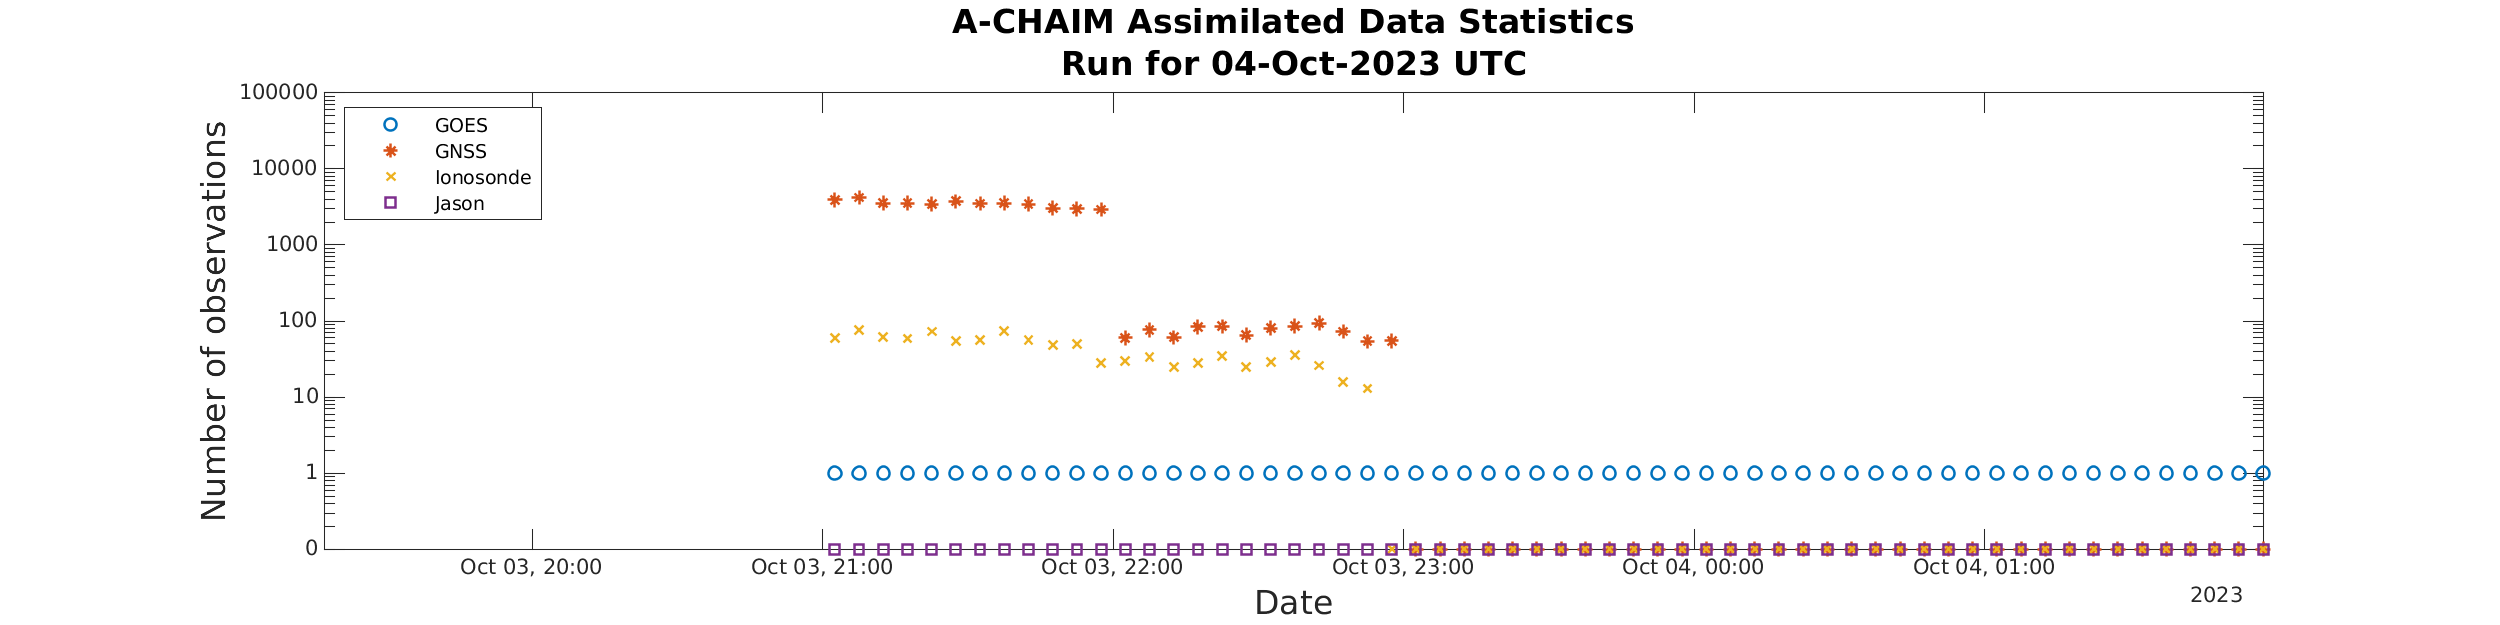 A-CHAIM Assimilated Data Statistics
Run for 04-Oct-2023 UTC
100000
10000
1000
100
10
1
0
Number of observations
GOES
GNSS
Ionosonde
Jason
Oct 03, 20:00
Oct 03, 21:00
Oct 03, 22:00
Oct 03, 23:00
Oct 04, 00:00
Oct 04, 01:00
2023
Date